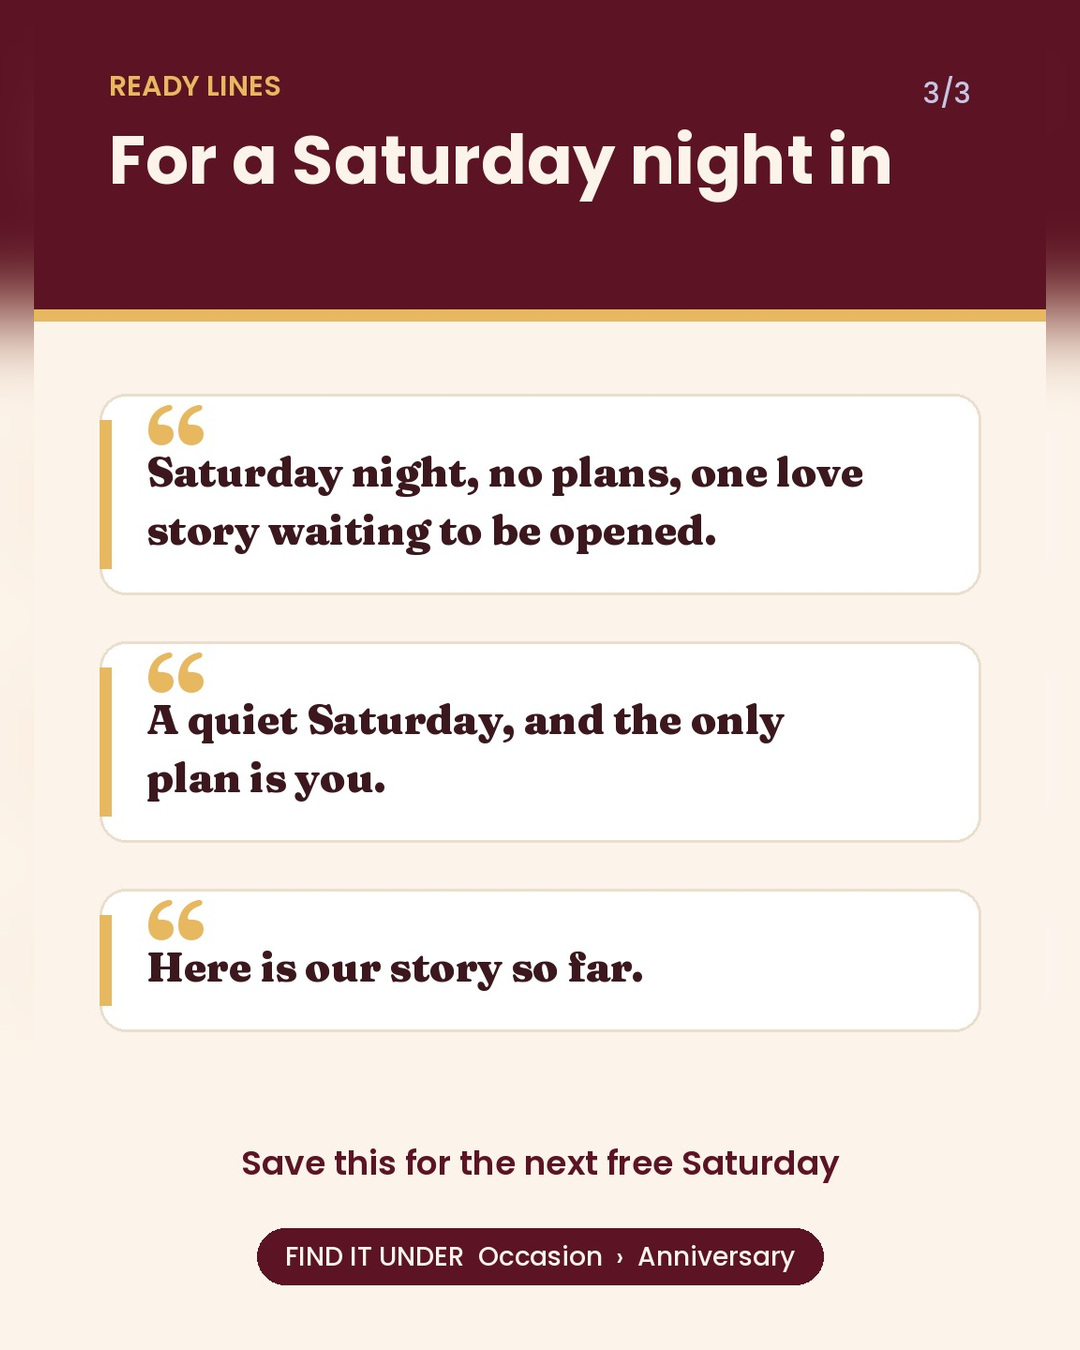 READY LINES
3/3
For a Saturday night in
“
Saturday night, no plans, one love
story waiting to be opened.
“
A quiet Saturday, and the only
plan is you.
“
Here is our story so far.
Save this for the next free Saturday
FIND IT UNDER Occasion › Anniversary